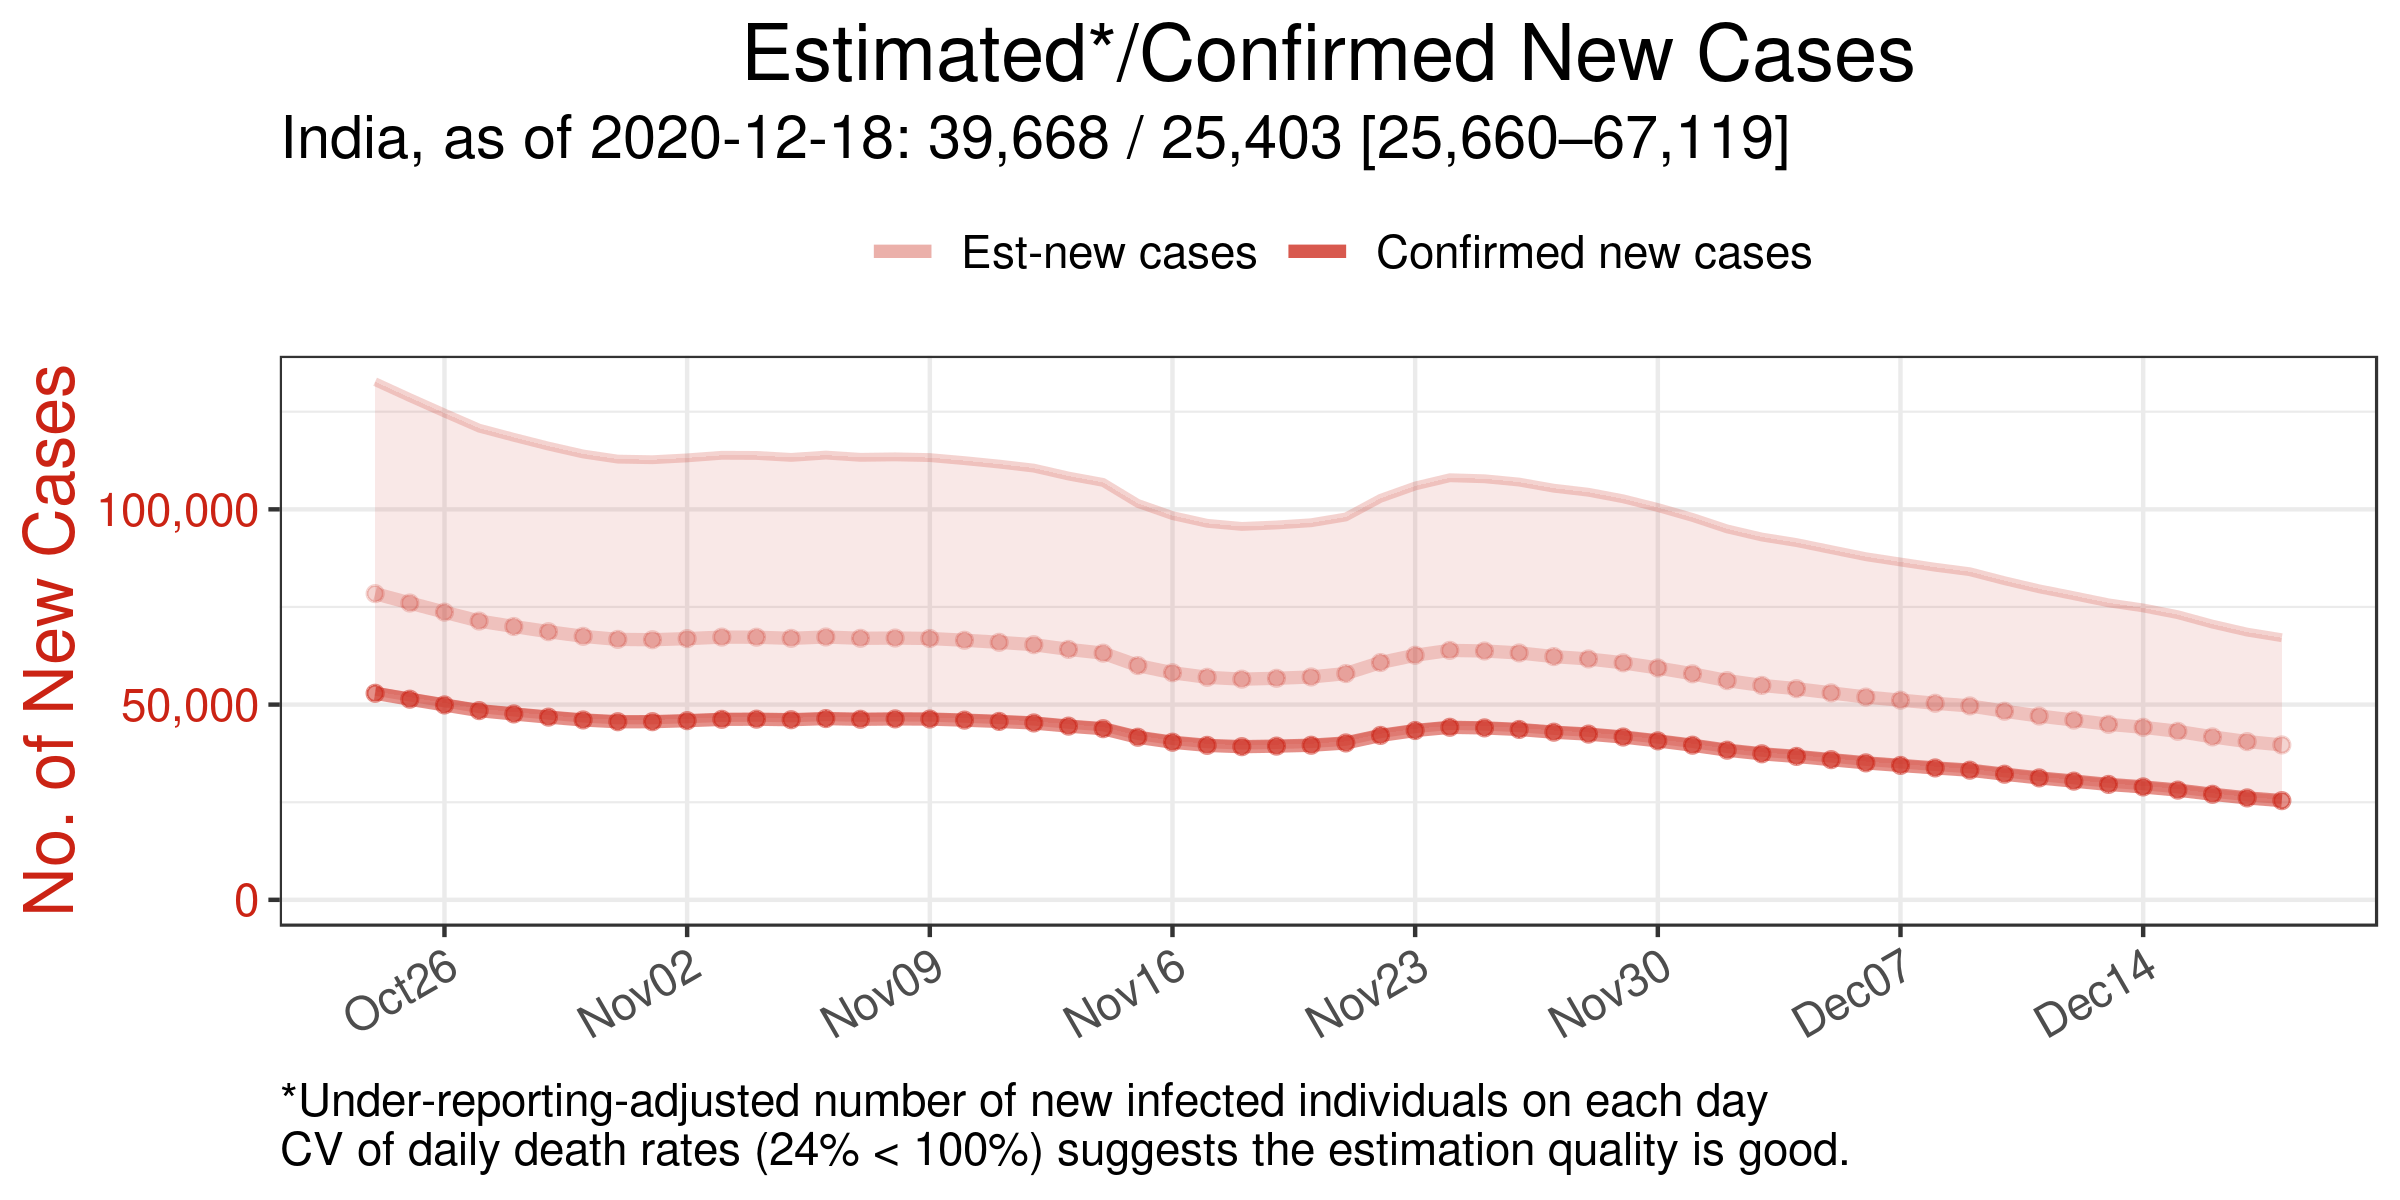 Estimated*/Confirmed New Cases
India, as of 2020-12-18: 39,668 / 25,403 [25,660–67,119]
Est-new cases
Confirmed new cases
No. of New Cases
100,000
50,000
0
Oct26
Nov02
Nov09
Nov16
Nov23
Nov30
Dec07
Dec14
*Under-reporting-adjusted number of new infected individuals on each day
CV of daily death rates (24% < 100%) suggests the estimation quality is good.